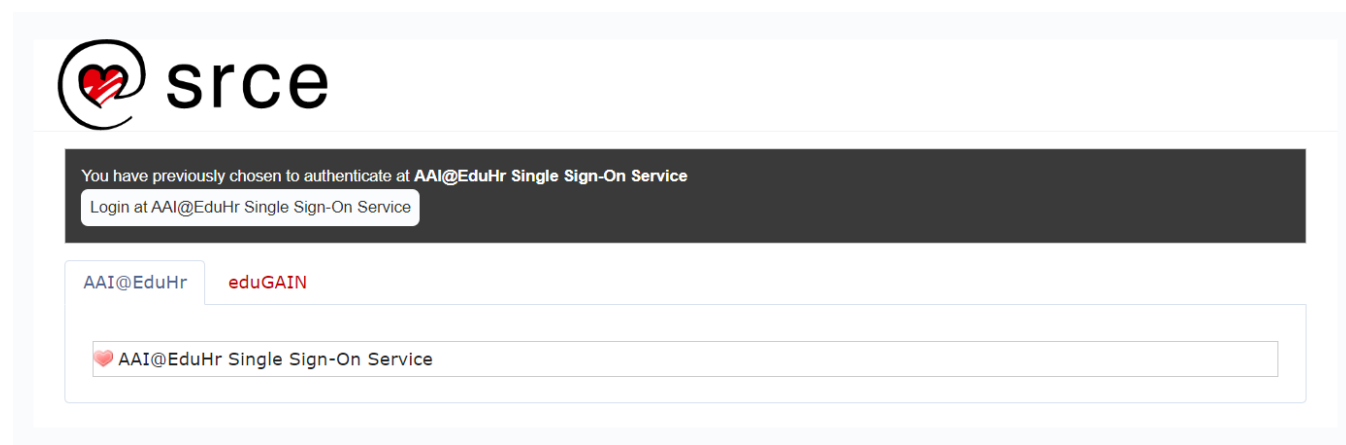 srce
You have previously chosen to authenticate at AAI@EduHr Single Sign-On Service
Login at AAI@EduHr Single Sign-On Service
AAI@EduHr eduGAIN
AAI@EduHr Single Sign-On Service